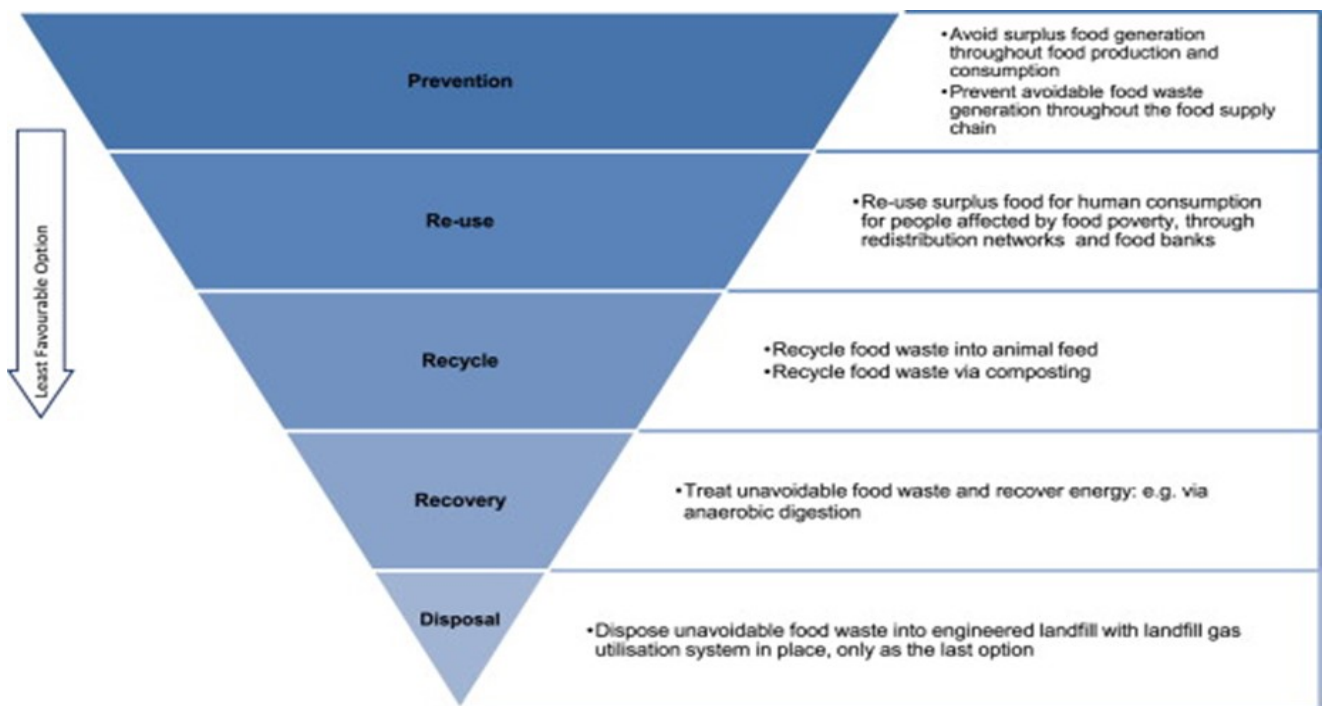 Prevention
•Avoid surplus food generation
throughout food production and
consumption
•Prevent avoidable food waste
generation throughout the food supply
chain
Least Favourable Option
Re-use
•Re-use surplus food for human consumption
for people affected by food poverty, through
redistribution networks and food banks
Recycle
•Recycle food waste into animal feed
•Recycle food waste via composting
Recovery
•Treat unavoidable food waste and recover energy: e.g. via
anaerobic digestion
Disposal
•Dispose unavoidable food waste into engineered landfill with landfill gas
utilisation system in place, only as the last option